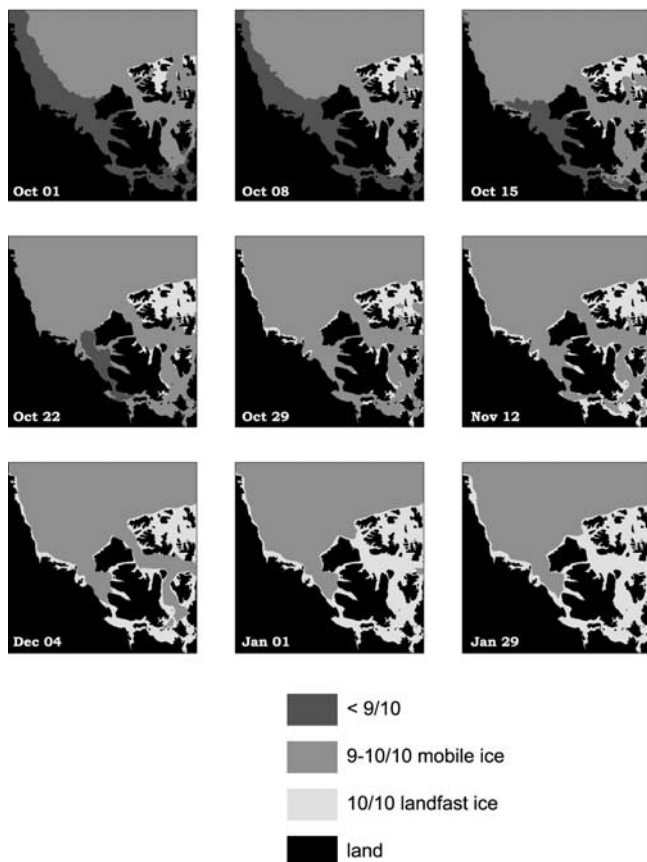 Oct 01
Oct 08
Oct 15
Oct 22
Oct 29
Nov 12
Dec 04
Jan 01
Jan 29
< 9/10
9-10/10 mobile ice
10/10 landfast ice
land